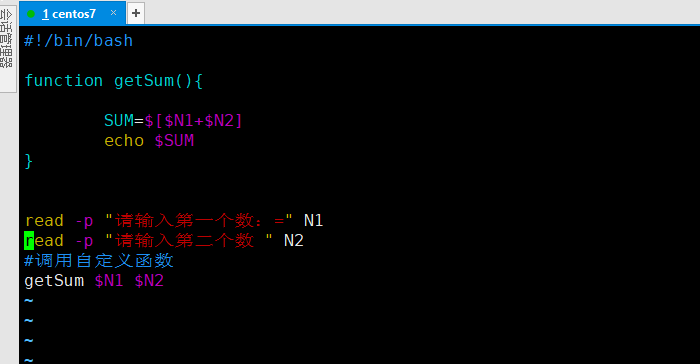 会话管理器
1 centos7 × +
#!/bin/bash
function getSum(){
SUM=$[$N1+$N2]
echo $SUM
}
read -p "请输入第一个数：=" N1
read -p "请输入第二个数 " N2
#调用自定义函数
getSum $N1 $N2
~
~
~
~